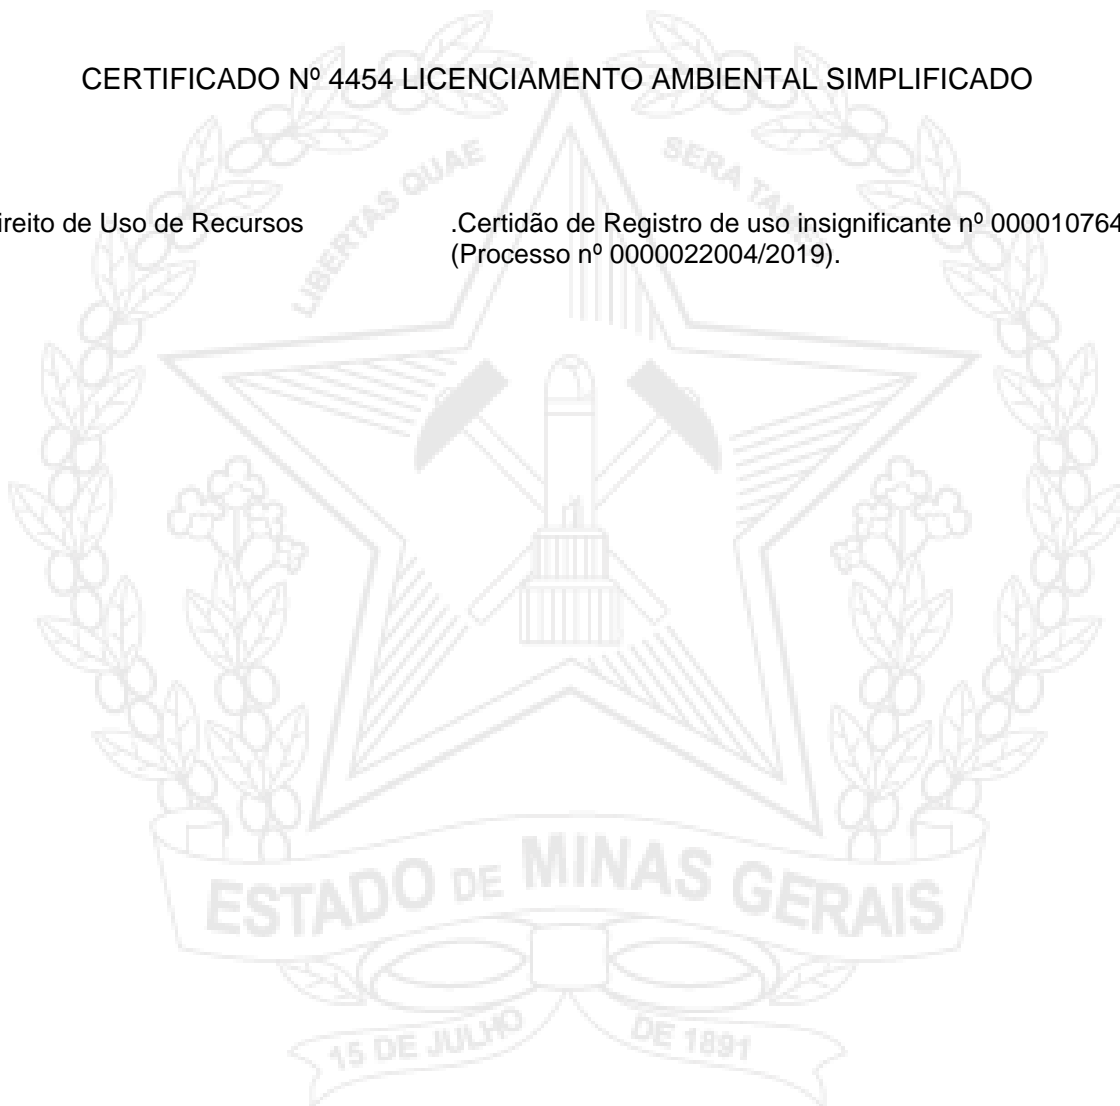 CERTIFICADO Nº 4454 LICENCIAMENTO AMBIENTAL SIMPLIFICADO
ireito de Uso de Recursos
.Certidão de Registro de uso insignificante nº 000010764
(Processo nº 0000022004/2019).
LIBERTAS QUAE
SERA TAMEN
ESTADO DE MINAS GERAIS
15 DE JULHO
DE 1891